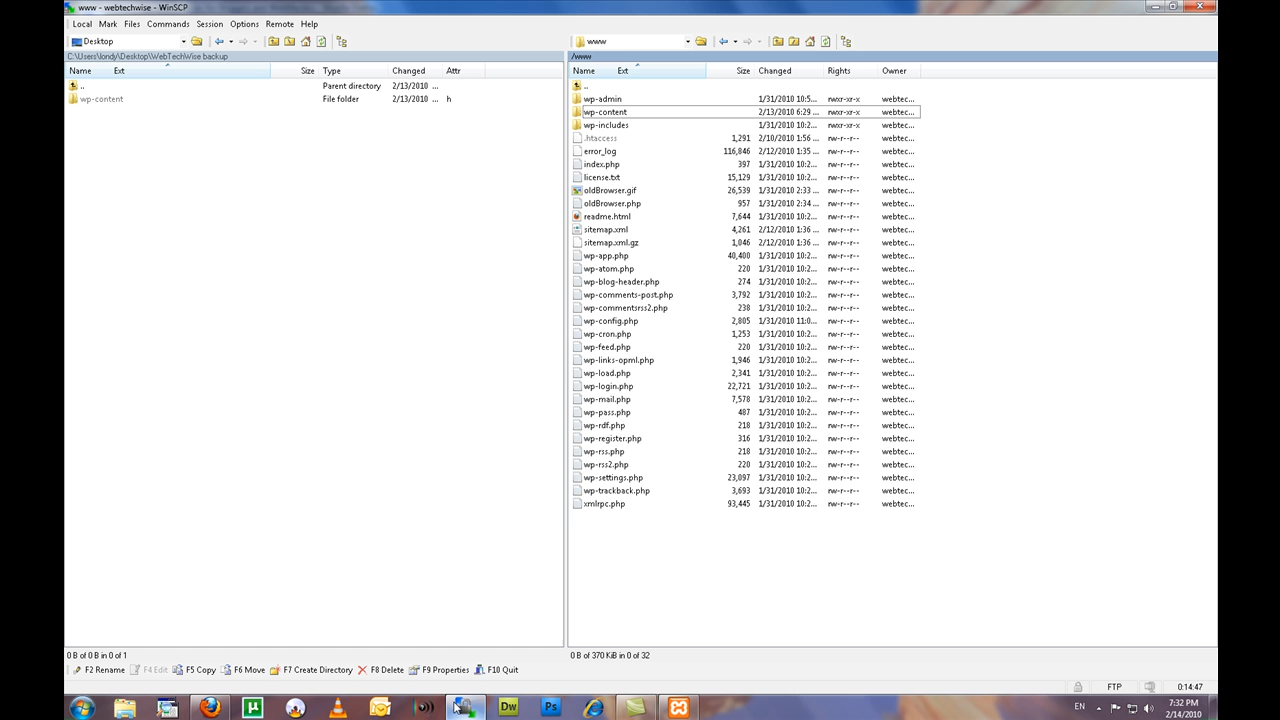 www - webtechwise - WinSCP
Local Mark Files Commands Session Options Remote Help
Desktop www
C:\Users\londy\Desktop\WebTechWise backup /www
Name Ext Size Type Changed Attr Name Ext Size Changed Rights Owner
.. Parent directory 2/13/2010 ... ..
wp-content File folder 2/13/2010 ... h wp-admin 1/31/2010 10:5... rwxr-xr-x webtec...
wp-content 2/13/2010 6:29 ... rwxr-xr-x webtec...
wp-includes 1/31/2010 10:2... rwxr-xr-x webtec...
.htaccess 1,291 2/10/2010 1:56 ... rw-r--r-- webtec...
error_log 116,846 2/12/2010 1:35 ... rw-r--r-- webtec...
index.php 397 1/31/2010 10:2... rw-r--r-- webtec...
license.txt 15,129 1/31/2010 10:2... rw-r--r-- webtec...
oldBrowser.gif 26,539 1/31/2010 2:33 ... rw-r--r-- webtec...
oldBrowser.php 957 1/31/2010 2:34 ... rw-r--r-- webtec...
readme.html 7,644 1/31/2010 10:2... rw-r--r-- webtec...
sitemap.xml 4,261 2/12/2010 1:36 ... rw-r--r-- webtec...
sitemap.xml.gz 1,046 2/12/2010 1:36 ... rw-r--r-- webtec...
wp-app.php 40,400 1/31/2010 10:2... rw-r--r-- webtec...
wp-atom.php 220 1/31/2010 10:2... rw-r--r-- webtec...
wp-blog-header.php 274 1/31/2010 10:2... rw-r--r-- webtec...
wp-comments-post.php 3,792 1/31/2010 10:2... rw-r--r-- webtec...
wp-commentsrss2.php 238 1/31/2010 10:2... rw-r--r-- webtec...
wp-config.php 2,805 1/31/2010 11:0... rw-r--r-- webtec...
wp-cron.php 1,253 1/31/2010 10:2... rw-r--r-- webtec...
wp-feed.php 220 1/31/2010 10:2... rw-r--r-- webtec...
wp-links-opml.php 1,946 1/31/2010 10:2... rw-r--r-- webtec...
wp-load.php 2,341 1/31/2010 10:2... rw-r--r-- webtec...
wp-login.php 22,721 1/31/2010 10:2... rw-r--r-- webtec...
wp-mail.php 7,578 1/31/2010 10:2... rw-r--r-- webtec...
wp-pass.php 487 1/31/2010 10:2... rw-r--r-- webtec...
wp-rdf.php 218 1/31/2010 10:2... rw-r--r-- webtec...
wp-register.php 316 1/31/2010 10:2... rw-r--r-- webtec...
wp-rss.php 218 1/31/2010 10:2... rw-r--r-- webtec...
wp-rss2.php 220 1/31/2010 10:2... rw-r--r-- webtec...
wp-settings.php 23,097 1/31/2010 10:2... rw-r--r-- webtec...
wp-trackback.php 3,693 1/31/2010 10:2... rw-r--r-- webtec...
xmlrpc.php 93,445 1/31/2010 10:2... rw-r--r-- webtec...
0 B of 0 B in 0 of 1 0 B of 370 KiB in 0 of 32
F2 Rename F4 Edit F5 Copy F6 Move F7 Create Directory F8 Delete F9 Properties F10 Quit
FTP 0:14:47
Dw Ps EN 7:32 PM
2/14/2010